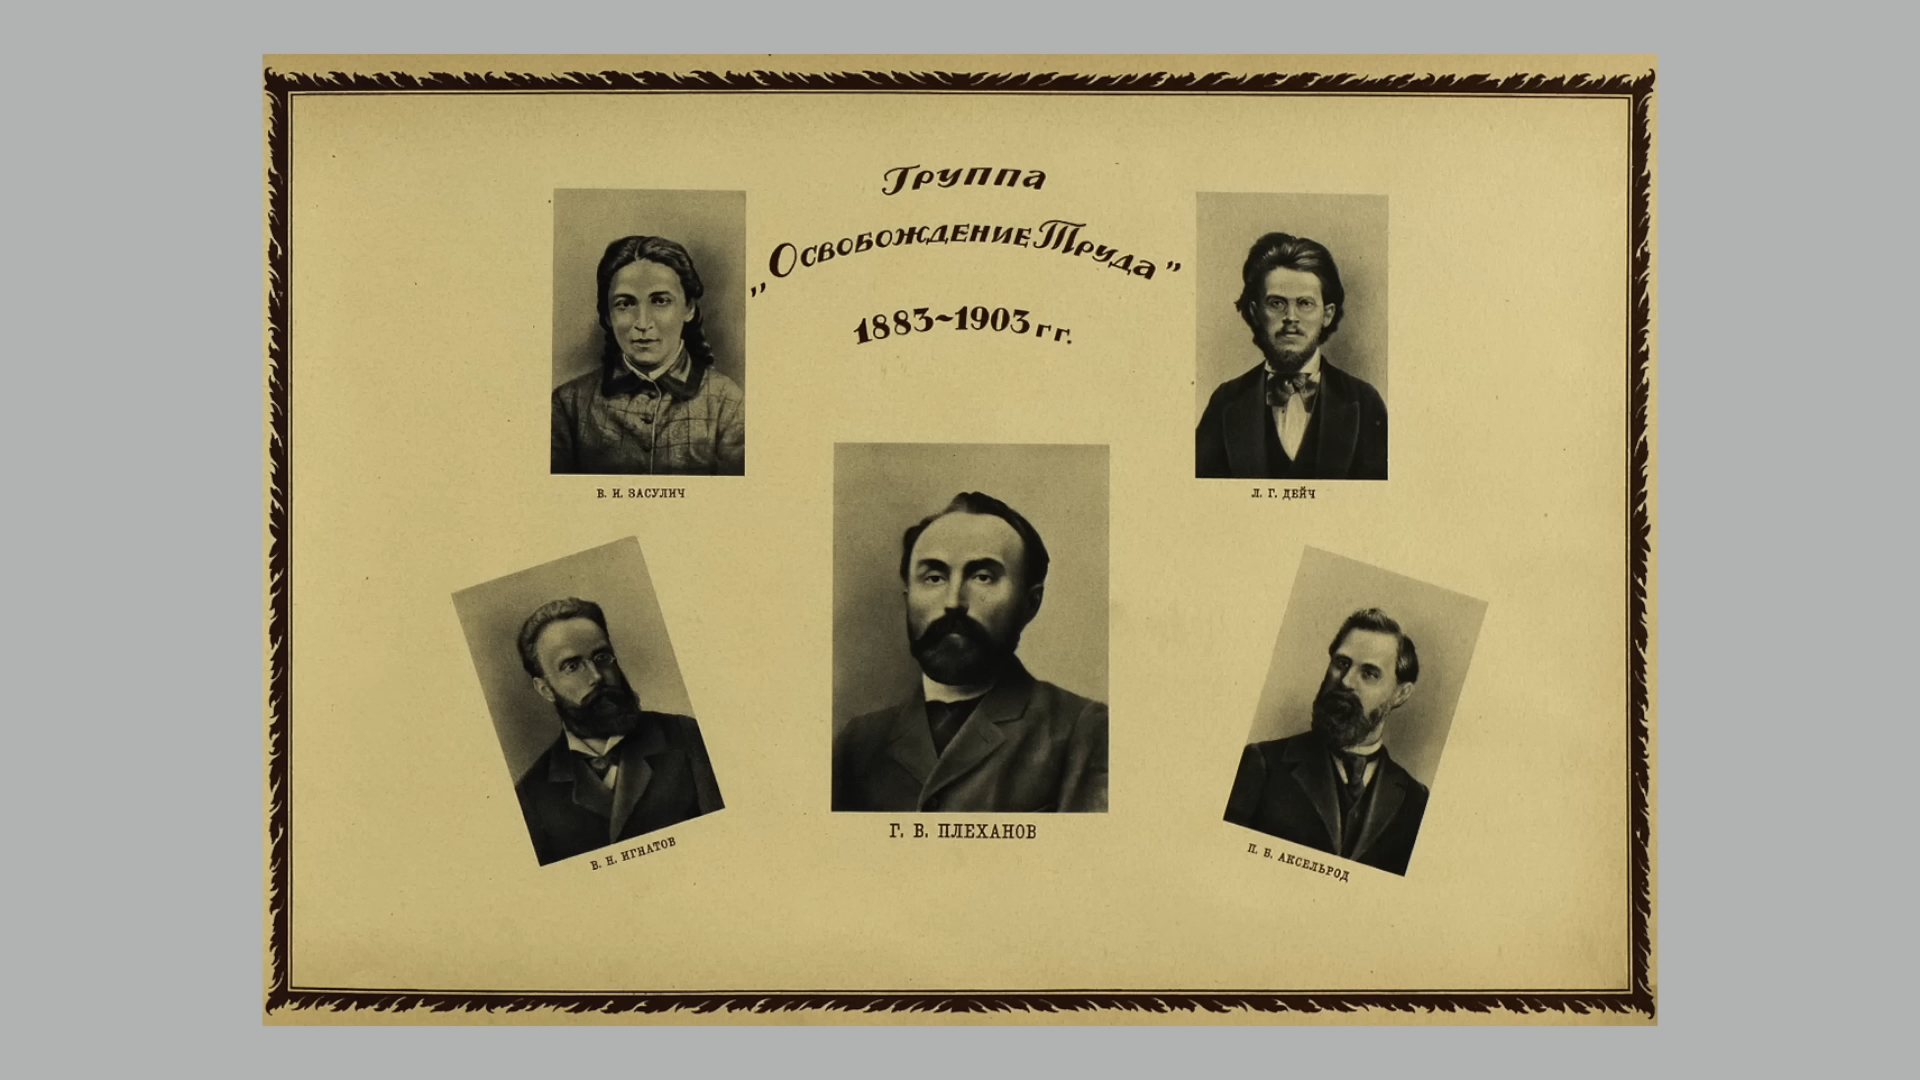 Группа
„Освобождение Труда”
1883~1903 гг.
В. И. ЗАСУЛИЧ
Л. Г. ДЕЙЧ
В. Н. ИГНАТОВ
Г. В. ПЛЕХАНОВ
П. Б. АКСЕЛЬРОД